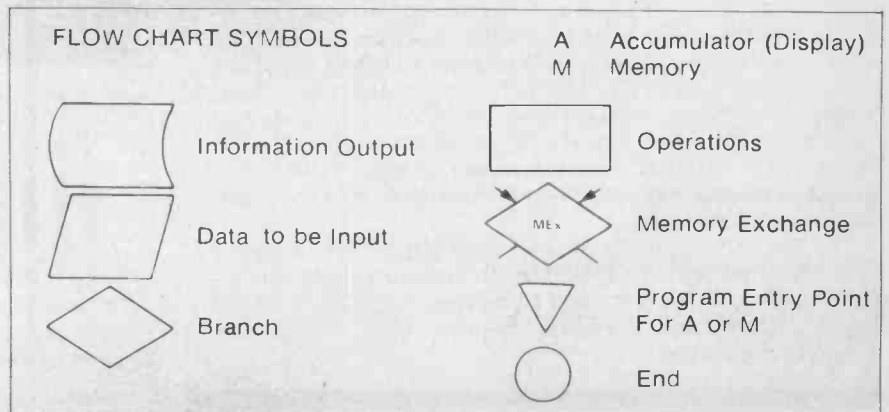 FLOW CHART SYMBOLS
A Accumulator (Display)
M Memory
Information Output
Data to be Input
Branch
Operations
MEx
Memory Exchange
Program Entry Point
For A or M
End